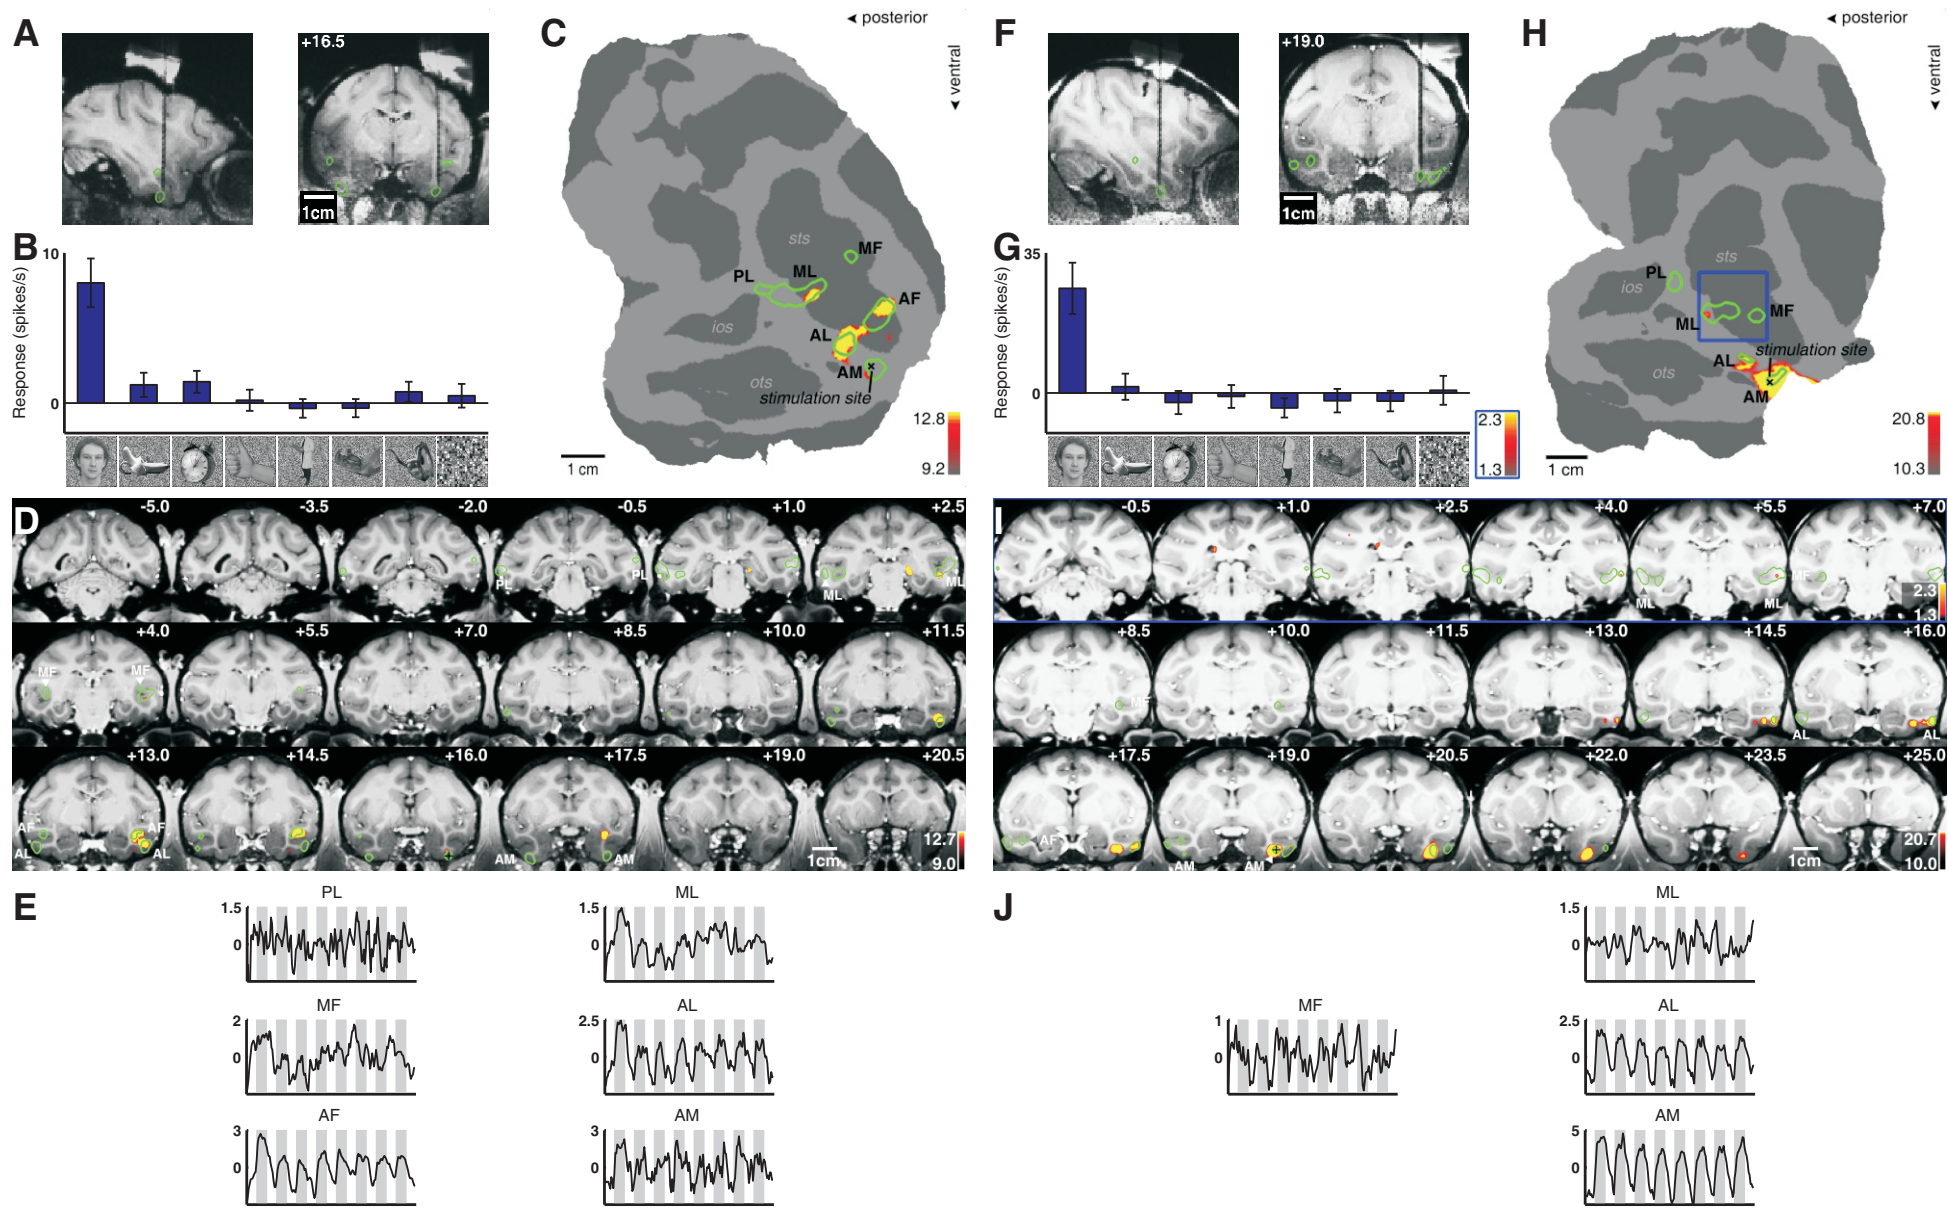 A
+16.5
1cm
B
Response (spikes/s)
10
0
C
◄ posterior
◄ ventral
sts
MF
PL
ML
AF
ios
AL
AM
ots
stimulation site
1 cm
12.8
9.2
D
-5.0
-3.5
-2.0
-0.5
+1.0
+2.5
PL
PL
ML
ML
+4.0
+5.5
+7.0
+8.5
+10.0
+11.5
MF
MF
+13.0
+14.5
+16.0
+17.5
+19.0
+20.5
AF
AF
AL
AL
AM
AM
1cm
12.7
9.0
E
PL
1.5
0
ML
1.5
0
MF
2
0
AL
2.5
0
AF
3
0
AM
3
0
F
+19.0
1cm
G
Response (spikes/s)
35
0
2.3
1.3
H
◄ posterior
◄ ventral
sts
PL
ios
ML
MF
AL
stimulation site
ots
AM
1 cm
20.8
10.3
I
-0.5
+1.0
+2.5
+4.0
+5.5
+7.0
ML
ML
MF
2.3
1.3
+8.5
+10.0
+11.5
+13.0
+14.5
+16.0
MF
AL
AL
+17.5
+19.0
+20.5
+22.0
+23.5
+25.0
AF
AM
AM
1cm
20.7
10.0
J
ML
1.5
0
MF
1
0
AL
2.5
0
AM
5
0